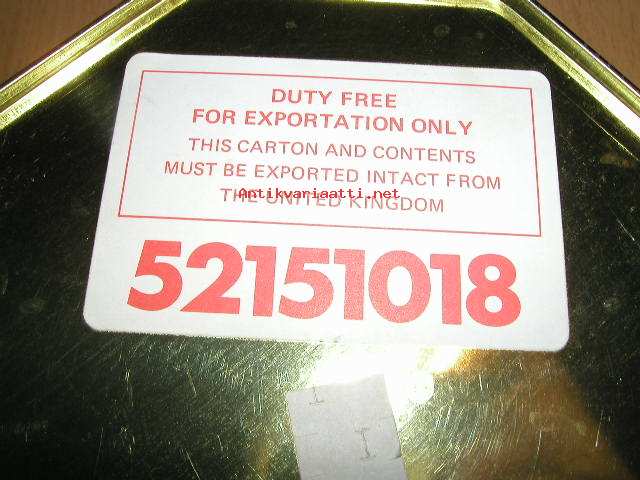 DUTY FREE
FOR EXPORTATION ONLY
THIS CARTON AND CONTENTS
MUST BE EXPORTED INTACT FROM
Antikvariaatti.net
THE UNITED KINGDOM
52151018
I
I